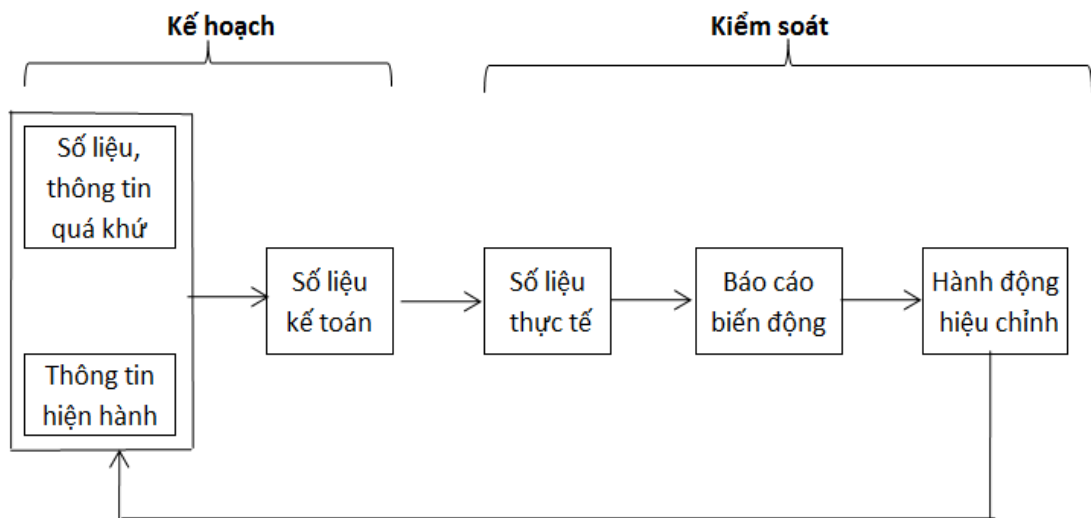 Kế hoạch
Kiểm soát
Số liệu,
thông tin
quá khứ
Thông tin
hiện hành
Số liệu
kế toán
Số liệu
thực tế
Báo cáo
biến động
Hành động
hiệu chỉnh